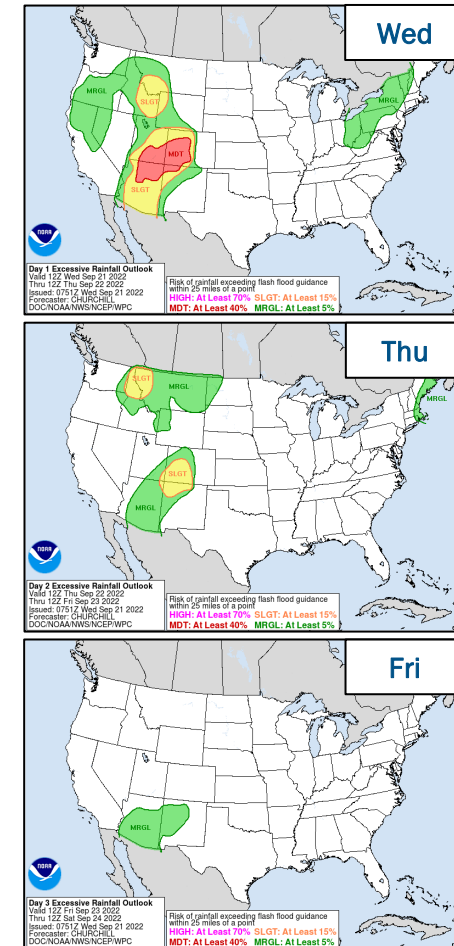 Wed
MRGL
SLGT
MRGL
MDT
SLGT
NOAA
Day 1 Excessive Rainfall Outlook
Valid 12Z Wed Sep 21 2022
Thru 12Z Thu Sep 22 2022
Issued: 0751Z Wed Sep 21 2022
Forecaster: CHURCHILL
DOC/NOAA/NWS/NCEP/WPC
Risk of rainfall exceeding flash flood guidance
within 25 miles of a point
HIGH: At Least 70% SLGT: At Least 15%
MDT: At Least 40% MRGL: At Least 5%
Thu
SLGT
MRGL
MRGL
SLGT
MRGL
NOAA
Day 2 Excessive Rainfall Outlook
Valid 12Z Thu Sep 22 2022
Thru 12Z Fri Sep 23 2022
Issued: 0751Z Wed Sep 21 2022
Forecaster: CHURCHILL
DOC/NOAA/NWS/NCEP/WPC
Risk of rainfall exceeding flash flood guidance
within 25 miles of a point
HIGH: At Least 70% SLGT: At Least 15%
MDT: At Least 40% MRGL: At Least 5%
Fri
MRGL
NOAA
Day 3 Excessive Rainfall Outlook
Valid 12Z Fri Sep 23 2022
Thru 12Z Sat Sep 24 2022
Issued: 0751Z Wed Sep 21 2022
Forecaster: CHURCHILL
DOC/NOAA/NWS/NCEP/WPC
Risk of rainfall exceeding flash flood guidance
within 25 miles of a point
HIGH: At Least 70% SLGT: At Least 15%
MDT: At Least 40% MRGL: At Least 5%